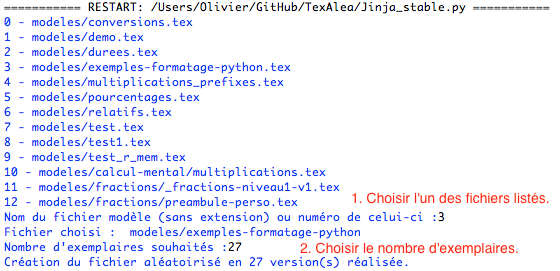 =========== RESTART: /Users/Olivier/GitHub/TexAlea/Jinja_stable.py ===========
0 - modeles/conversions.tex
1 - modeles/demo.tex
2 - modeles/durees.tex
3 - modeles/exemples-formatage-python.tex
4 - modeles/multiplications_prefixes.tex
5 - modeles/pourcentages.tex
6 - modeles/relatifs.tex
7 - modeles/test.tex
8 - modeles/test1.tex
9 - modeles/test_r_mem.tex
10 - modeles/calcul-mental/multiplications.tex
11 - modeles/fractions/_fractions-niveau1-v1.tex
12 - modeles/fractions/preambule-perso.tex
1. Choisir l'un des fichiers listés.
Nom du fichier modèle (sans extension) ou numéro de celui-ci :3
Fichier choisi :  modeles/exemples-formatage-python
Nombre d'exemplaires souhaités :27
2. Choisir le nombre d'exemplaires.
Création du fichier aléatoirisé en 27 version(s) réalisée.